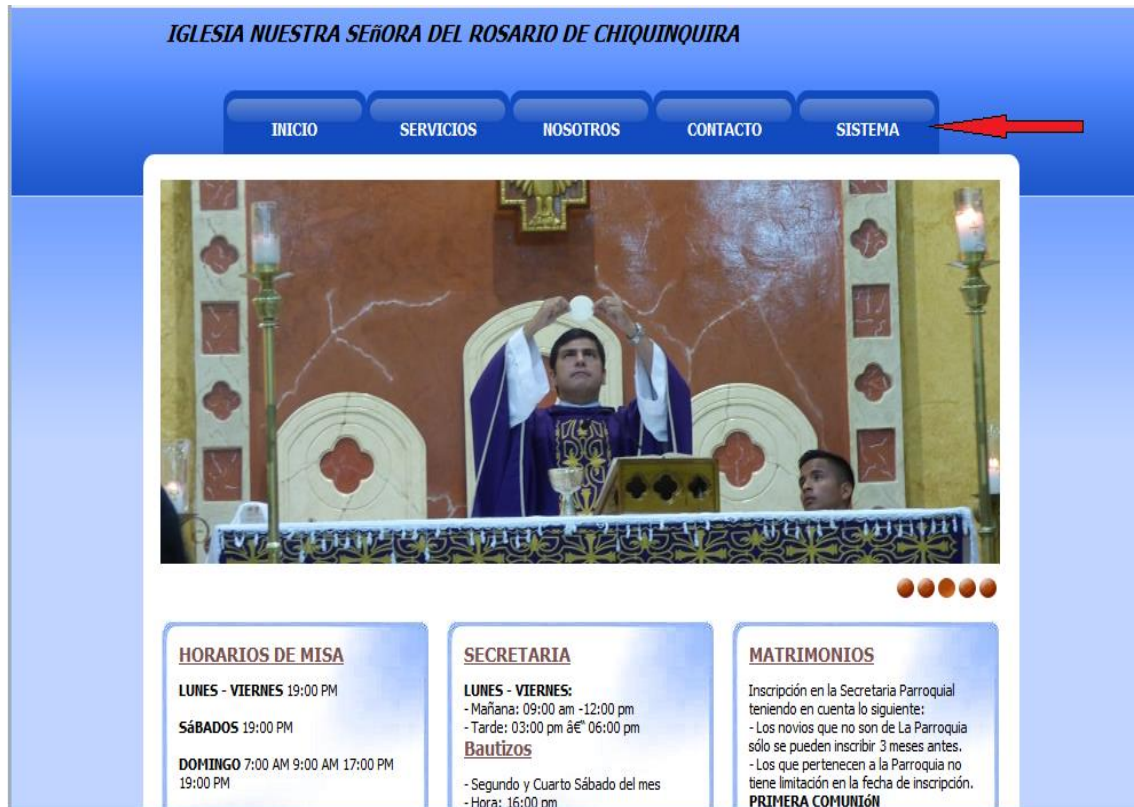 IGLESIA NUESTRA SEñORA DEL ROSARIO DE CHIQUINQUIRA
INICIO SERVICIOS NOSOTROS CONTACTO SISTEMA
HORARIOS DE MISA
LUNES - VIERNES 19:00 PM
SáBADOS 19:00 PM
DOMINGO 7:00 AM 9:00 AM 17:00 PM
19:00 PM
SECRETARIA
LUNES - VIERNES:
- Mañana: 09:00 am -12:00 pm
- Tarde: 03:00 pm â€“ 06:00 pm
Bautizos
- Segundo y Cuarto Sábado del mes
- Hora: 16:00 pm
MATRIMONIOS
Inscripción en la Secretaria Parroquial
teniendo en cuenta lo siguiente:
- Los novios que no son de La Parroquia
sólo se pueden inscribir 3 meses antes.
- Los que pertenecen a la Parroquia no
tiene limitación en la fecha de inscripción.
PRIMERA COMUNIóN